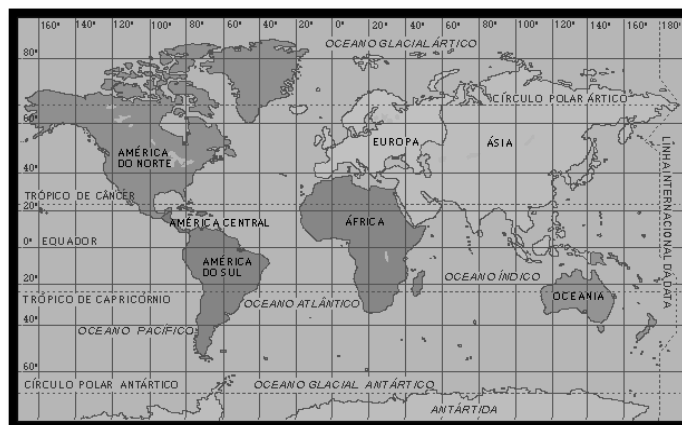 160° 140° 120° 100° 80° 60° 40° 20° 0° 20° 40° 60° 80° 100° 120° 140° 160° 180°
OCEANO GLACIAL ÁRTICO
80°
CÍRCULO POLAR ÁRTICO
60°
EUROPA
ÁSIA
AMÉRICA
DO NORTE
40°
LINHA INTERNACIONAL DA DATA
TRÓPICO DE CÂNCER
20°
AMÉRICA CENTRAL
ÁFRICA
0°
EQUADOR
AMÉRICA
DO SUL
OCEANO ÍNDICO
20°
TRÓPICO DE CAPRICÓRNIO
OCEANO ATLÂNTICO
OCEANIA
40°
OCEANO PACÍFICO
60°
CÍRCULO POLAR ANTÁRTICO
OCEANO GLACIAL ANTÁRTICO
ANTÁRTIDA